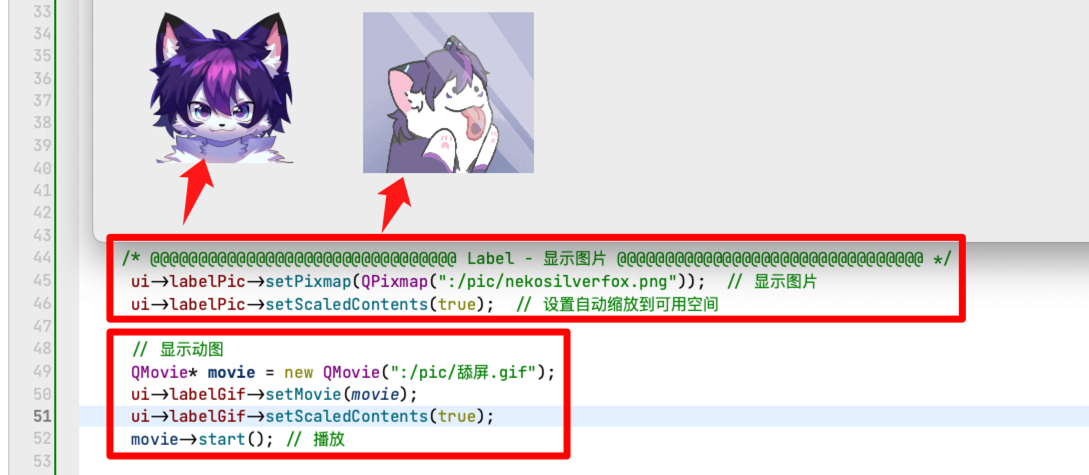 33
34
35
36
37
38
39
40
41
42
43
44 /* @@@@@@@@@@@@@@@@@@@@@@@@@@@@@@@@ Label - 显示图片 @@@@@@@@@@@@@@@@@@@@@@@@@@@@@@@@ */
45 ui->labelPic->setPixmap(QPixmap(":/pic/nekosilverfox.png")); // 显示图片
46 ui->labelPic->setScaledContents(true); // 设置自动缩放到可用空间
47
48 // 显示动图
49 QMovie* movie = new QMovie(":/pic/舔屏.gif");
50 ui->labelGif->setMovie(movie);
51 ui->labelGif->setScaledContents(true);
52 movie->start(); // 播放
53